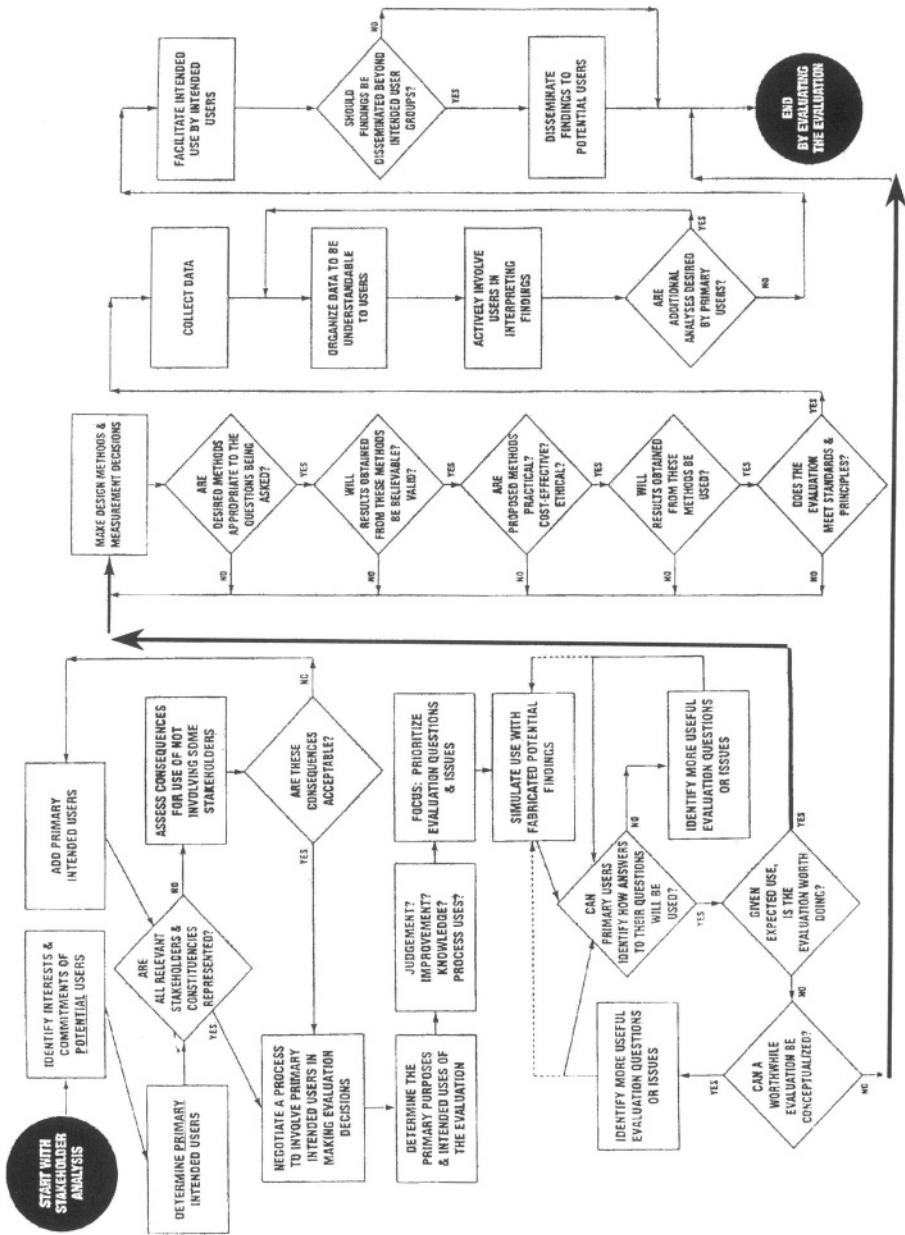 START WITH
STAKEHOLDER
ANALYSIS
IDENTIFY INTERESTS &
COMMITMENTS OF
POTENTIAL USERS
DETERMINE PRIMARY
INTENDED USERS
ADD PRIMARY
INTENDED USERS
ARE
ALL RELEVANT
STAKEHOLDERS &
CONSTITUENCIES
REPRESENTED?
NO
YES
ASSESS CONSEQUENCES
FOR USE OF NOT
INVOLVING SOME
STAKEHOLDERS
ARE THESE
CONSEQUENCES
ACCEPTABLE?
NO
YES
NEGOTIATE A PROCESS
TO INVOLVE PRIMARY
INTENDED USERS IN
MAKING EVALUATION
DECISIONS
DETERMINE THE
PRIMARY PURPOSES
& INTENDED USES OF
THE EVALUATION
JUDGEMENT?
IMPROVEMENT?
KNOWLEDGE?
PROCESS USES?
FOCUS: PRIORITIZE
EVALUATION QUESTIONS
& ISSUES
SIMULATE USE WITH
FABRICATED POTENTIAL
FINDINGS
CAN
PRIMARY USERS
IDENTIFY HOW ANSWERS
TO THEIR QUESTIONS
WILL BE
USED?
NO
YES
IDENTIFY MORE USEFUL
EVALUATION QUESTIONS
OR ISSUES
GIVEN
EXPECTED USE,
IS THE
EVALUATION WORTH
DOING?
YES
NO
CAN A
WORTHWHILE
EVALUATION BE
CONCEPTUALIZED?
YES
NO
IDENTIFY MORE USEFUL
EVALUATION QUESTIONS
OR ISSUES
MAKE DESIGN METHODS &
MEASUREMENT DECISIONS
ARE
DESIRED METHODS
APPROPRIATE TO THE
QUESTIONS BEING
ASKED?
NO
YES
WILL
RESULTS OBTAINED
FROM THESE METHODS
BE BELIEVABLE?
VALID?
NO
YES
ARE
PROPOSED METHODS
PRACTICAL?
COST-EFFECTIVE?
ETHICAL?
NO
YES
WILL
RESULTS OBTAINED
FROM THESE
METHODS BE
USED?
NO
YES
DOES THE
EVALUATION
MEET STANDARDS &
PRINCIPLES?
NO
YES
COLLECT DATA
ORGANIZE DATA TO BE
UNDERSTANDABLE
TO USERS
ACTIVELY INVOLVE
USERS IN
INTERPRETING
FINDINGS
ARE
ADDITIONAL
ANALYSES DESIRED
BY PRIMARY
USERS?
YES
NO
FACILITATE INTENDED
USE BY INTENDED
USERS
SHOULD
FINDINGS BE
DISSEMINATED BEYOND
INTENDED USER
GROUPS?
NO
YES
DISSEMINATE
FINDINGS TO
POTENTIAL USERS
END
BY EVALUATING
THE EVALUATION